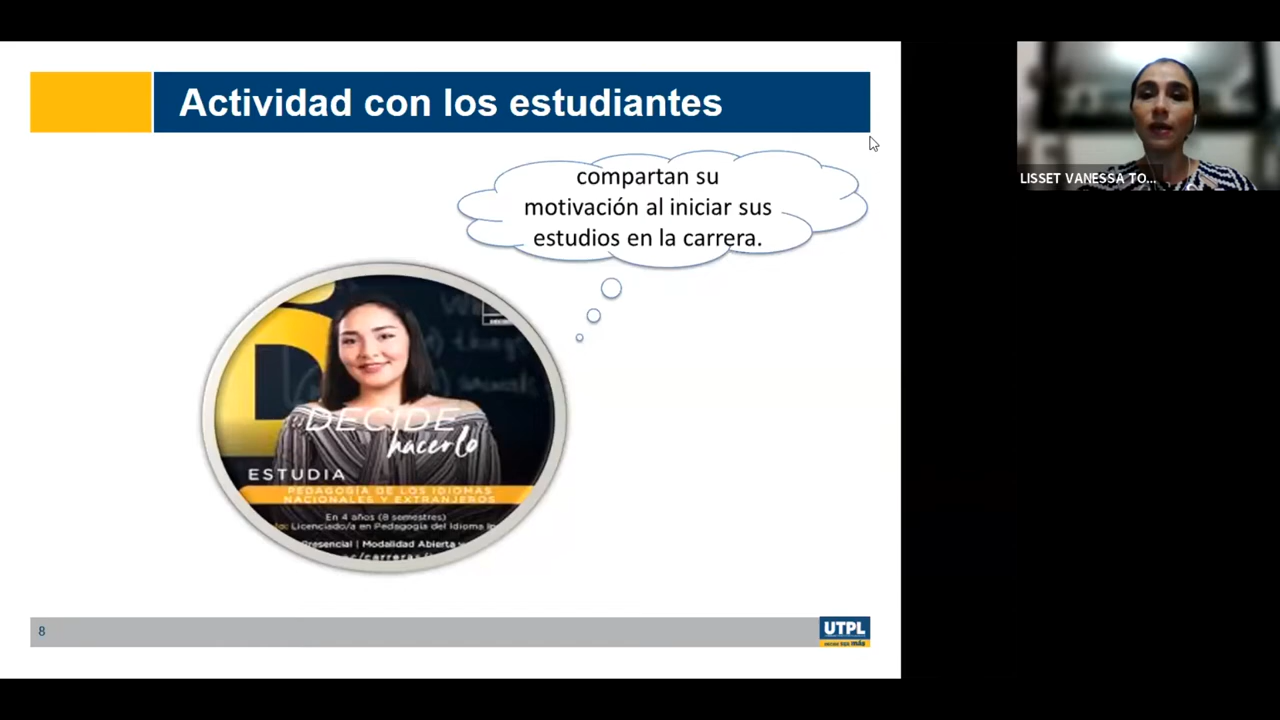 Actividad con los estudiantes
compartan su
motivación al iniciar sus
estudios en la carrera.
LISSET VANESSA TO...
DECIDE
hacerlo
ESTUDIA
PEDAGOGÍA DE LOS IDIOMAS
NACIONALES Y EXTRANJEROS
En 4 años (8 semestres)
Licenciado/a en Pedagogía del Idioma
Presencial | Modalidad Abierta y
8
UTPL